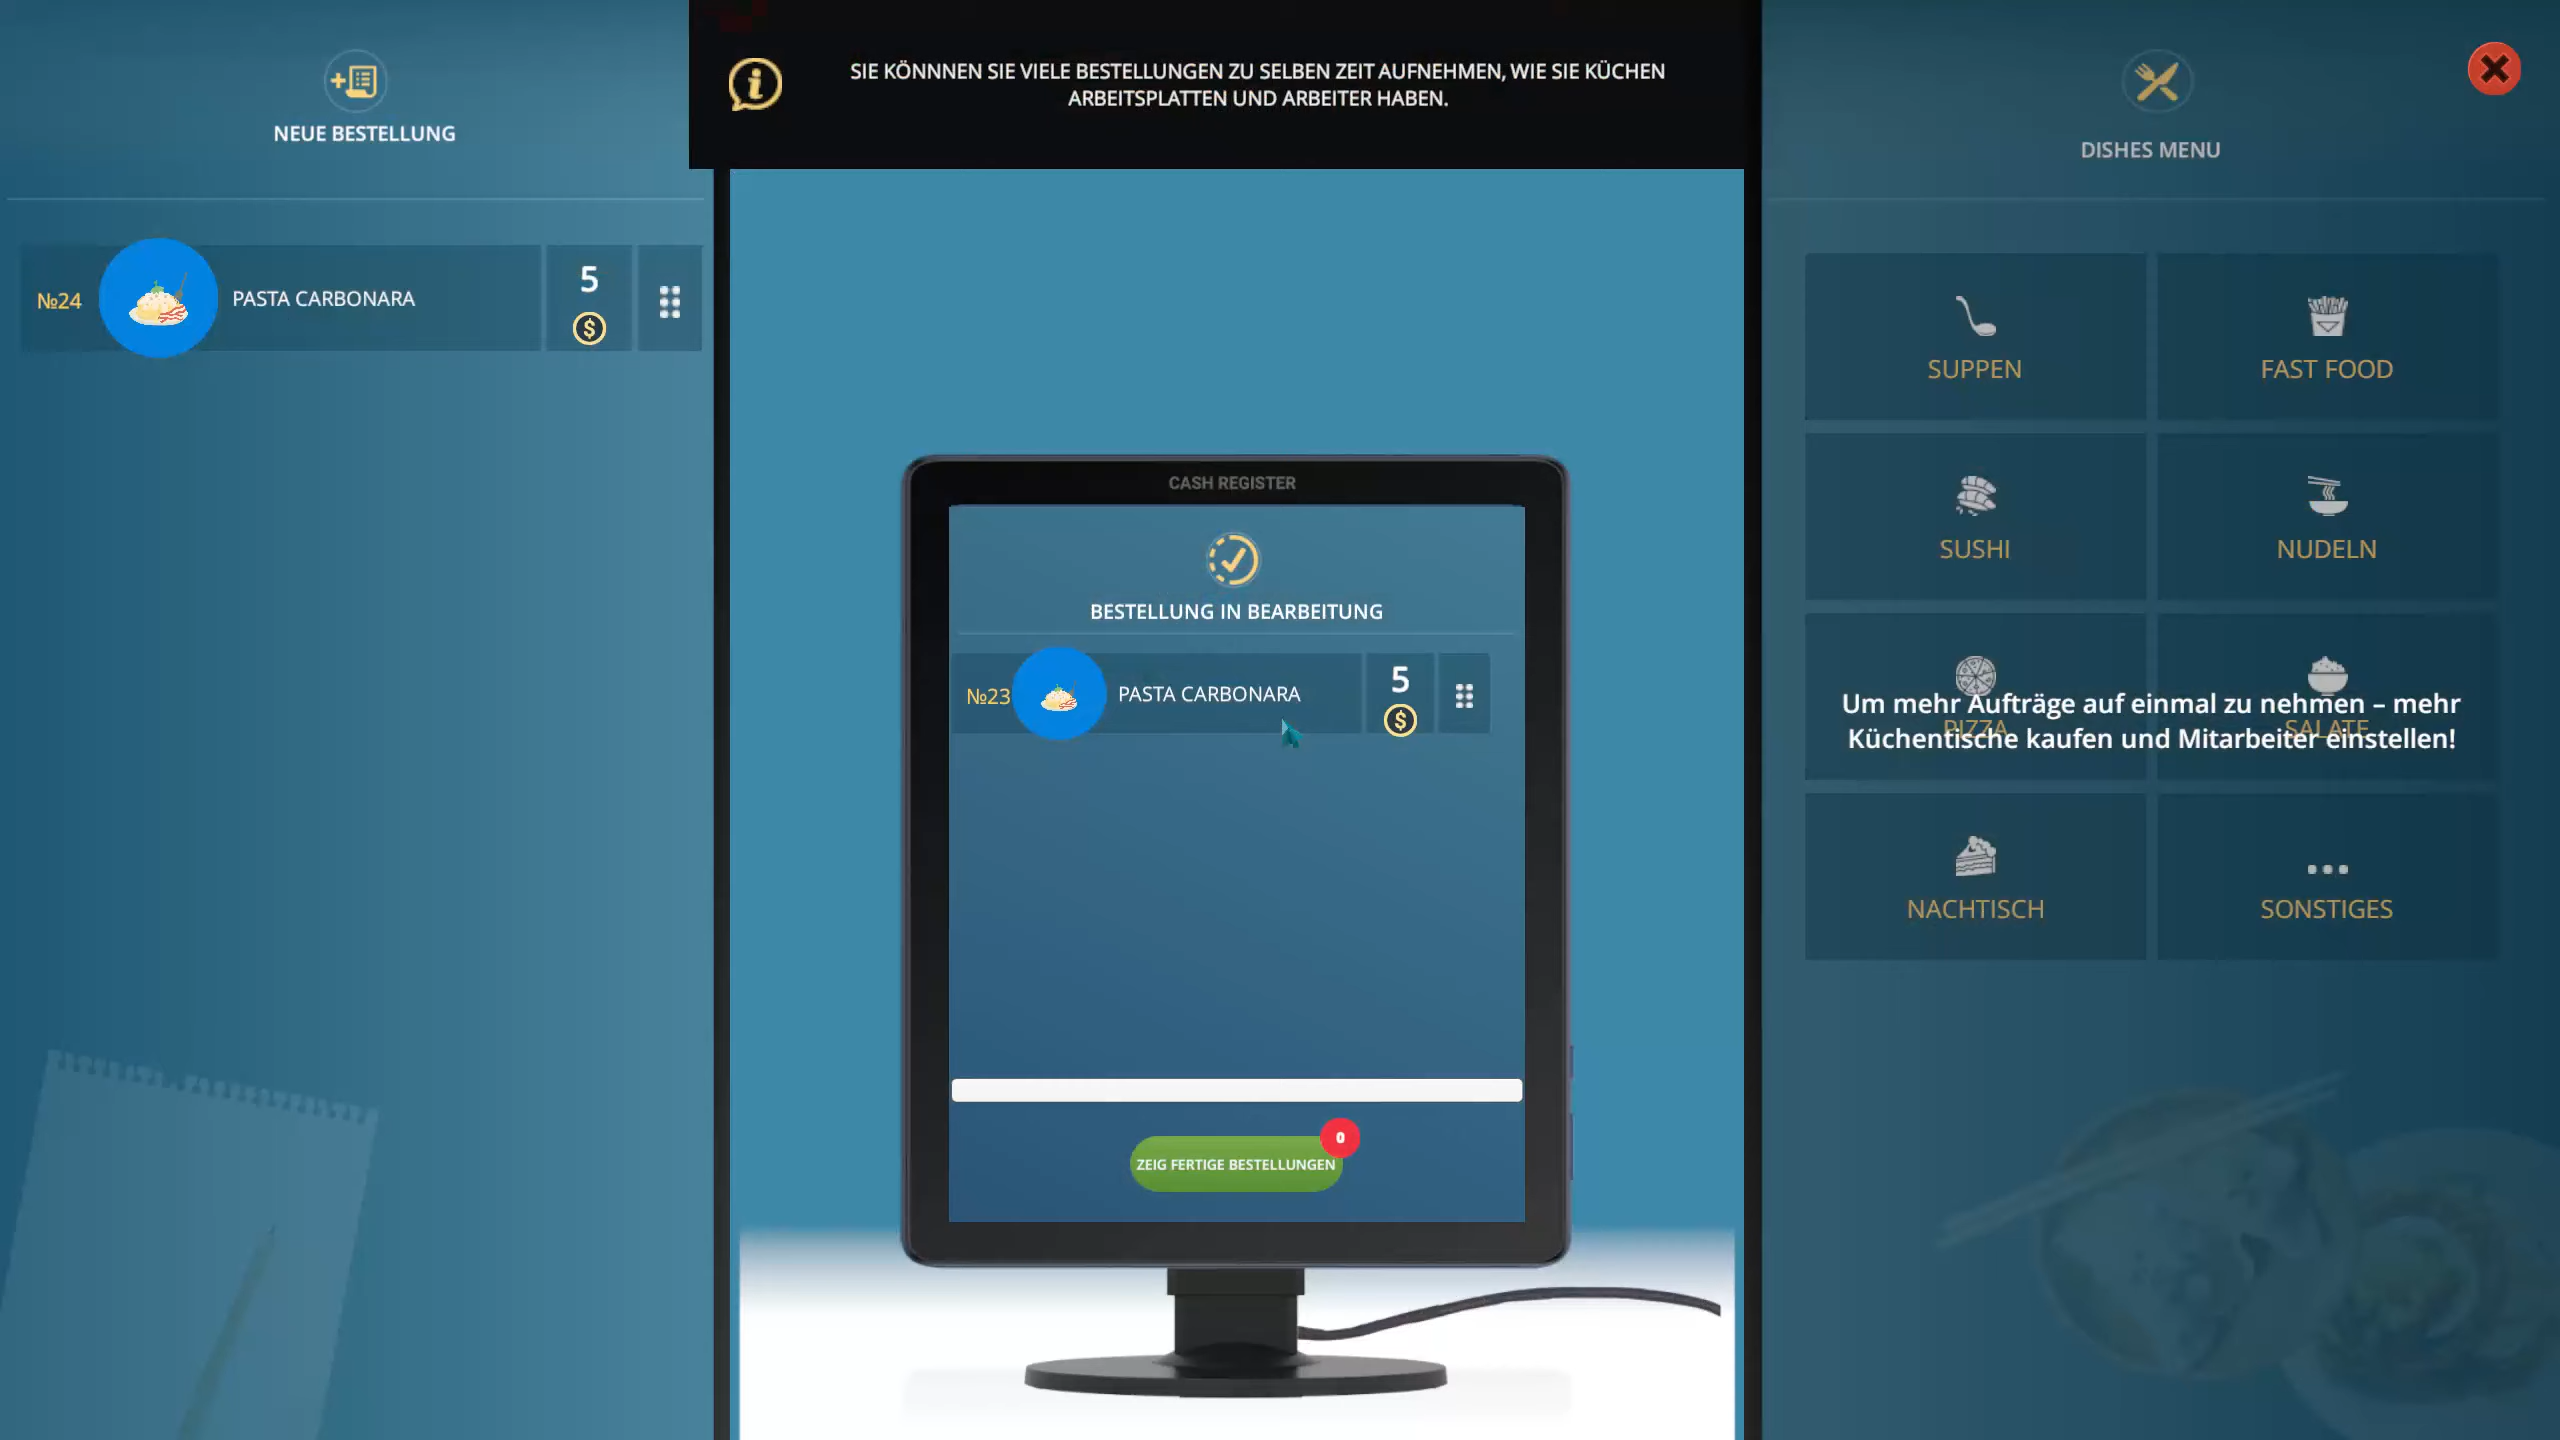 NEUE BESTELLUNG
№24
PASTA CARBONARA
5
$
SIE KÖNNNEN SIE VIELE BESTELLUNGEN ZU SELBEN ZEIT AUFNEHMEN, WIE SIE KÜCHEN
ARBEITSPLATTEN UND ARBEITER HABEN.
CASH REGISTER
BESTELLUNG IN BEARBEITUNG
№23
PASTA CARBONARA
5
$
0
ZEIG FERTIGE BESTELLUNGEN
DISHES MENU
SUPPEN
FAST FOOD
SUSHI
NUDELN
PIZZA
SALATE
Um mehr Aufträge auf einmal zu nehmen – mehr
Küchentische kaufen und Mitarbeiter einstellen!
NACHTISCH
SONSTIGES